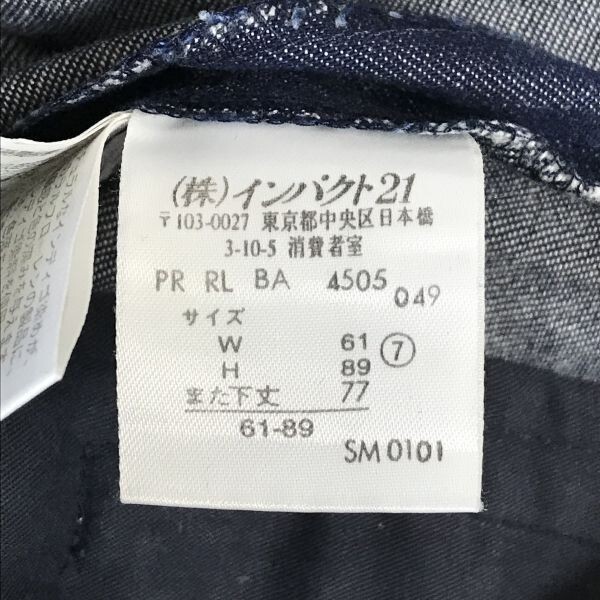 (株)インパクト21
〒103-0027 東京都中央区日本橋
3-10-5 消費者室
PR RL BA 4505 049
サイズ
W 61 ⑦
H 89
また下丈 77
61-89
SM0101